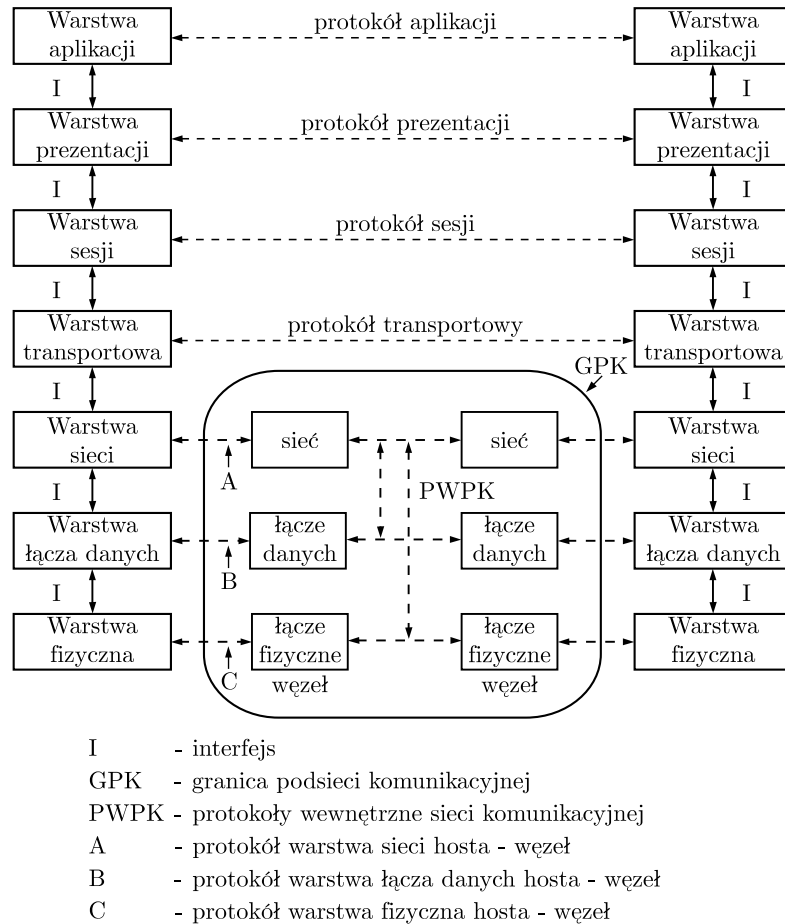 Warstwa
aplikacji
protokół aplikacji
Warstwa
aplikacji
I
I
Warstwa
prezentacji
protokół prezentacji
Warstwa
prezentacji
I
I
Warstwa
sesji
protokół sesji
Warstwa
sesji
I
I
Warstwa
transportowa
protokół transportowy
Warstwa
transportowa
GPK
I
I
Warstwa
sieci
sieć
sieć
Warstwa
sieci
A
PWPK
I
I
Warstwa
łącza danych
łącze
danych
łącze
danych
Warstwa
łącza danych
B
I
I
Warstwa
fizyczna
łącze
fizyczne
węzeł
łącze
fizyczne
węzeł
Warstwa
fizyczna
C
I - interfejs
GPK - granica podsieci komunikacyjnej
PWPK - protokoły wewnętrzne sieci komunikacyjnej
A - protokół warstwa sieci hosta - węzeł
B - protokół warstwa łącza danych hosta - węzeł
C - protokół warstwa fizyczna hosta - węzeł